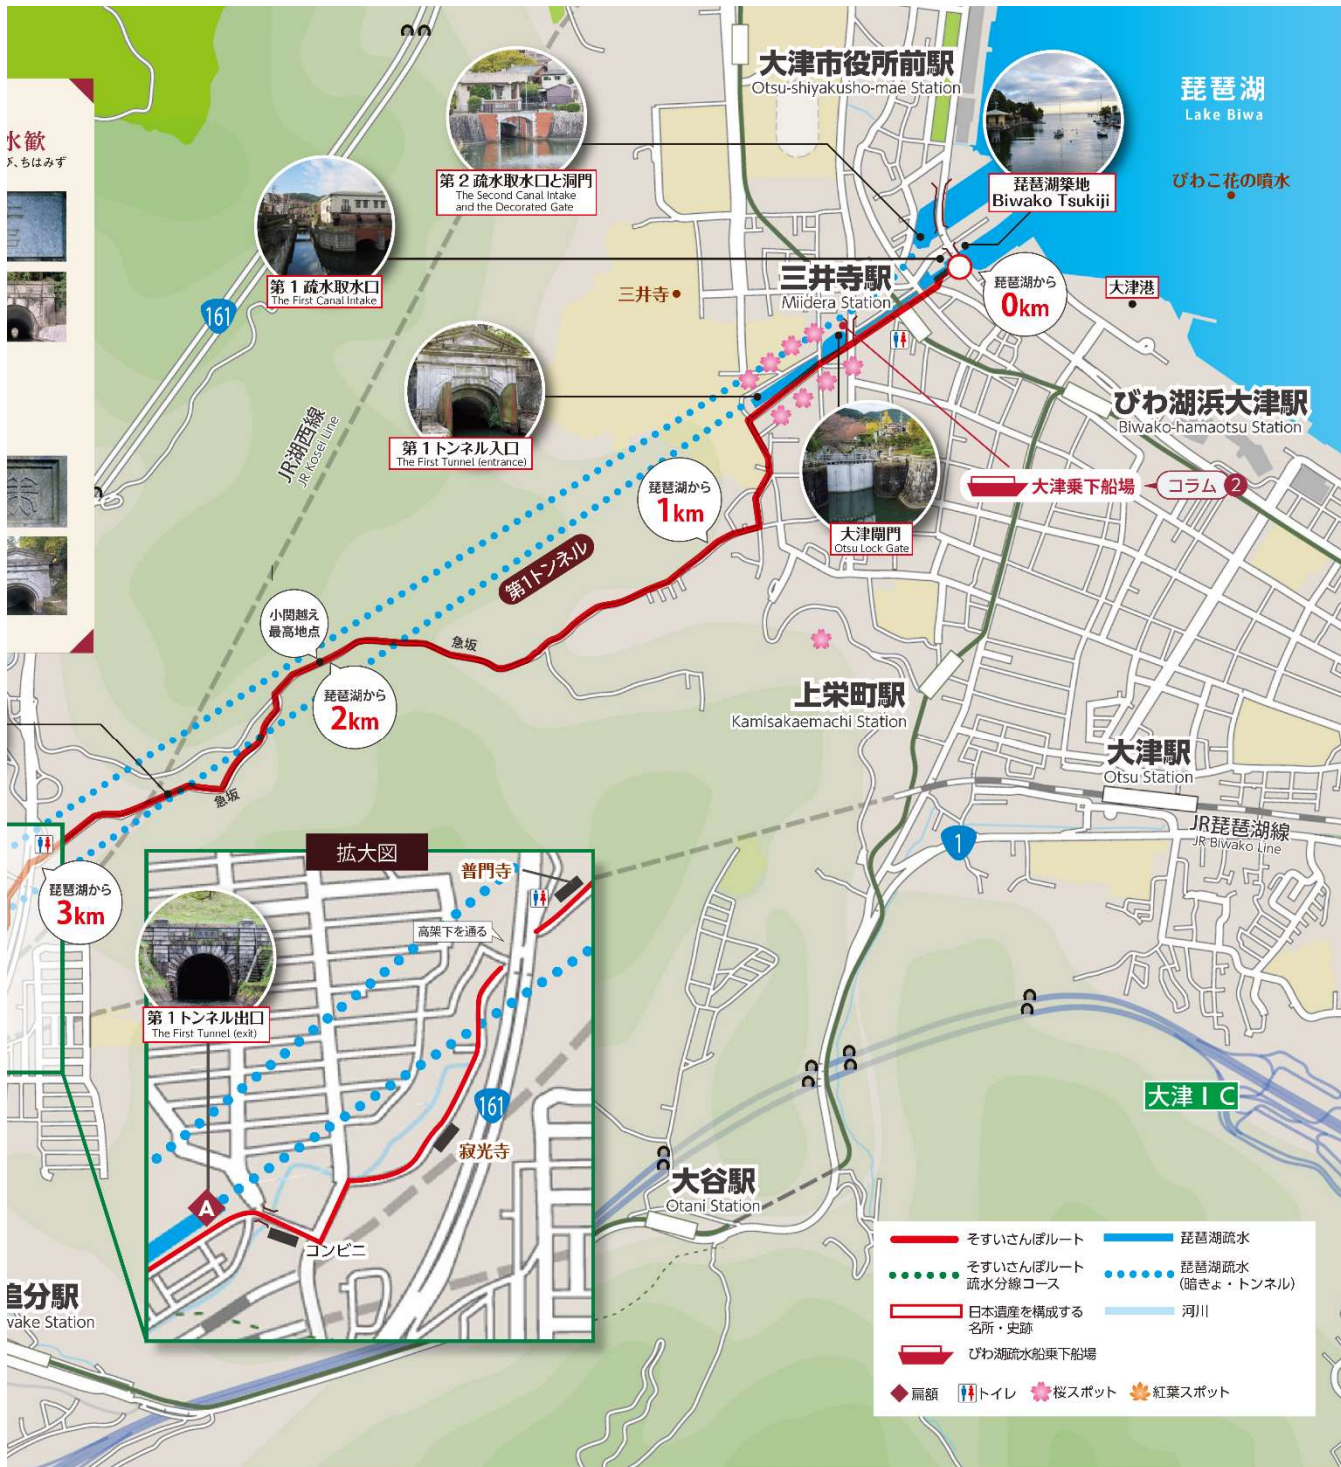 大津市役所前駅
Otsu-shiyakusho-mae Station
琵琶湖
Lake Biwa
びわこ花の噴水
水歓
び、ちはみず
第2疏水取水口と洞門
The Second Canal Intake
and the Decorated Gate
琵琶湖築地
Biwako Tsukiji
第1疏水取水口
The First Canal Intake
161
三井寺
三井寺駅
Miidera Station
琵琶湖から
0km
大津港
びわ湖浜大津駅
Biwako-hamaotsu Station
JR湖西線
JR Kosei Line
第1トンネル入口
The First Tunnel (entrance)
琵琶湖から
1km
大津乗下船場
コラム 2
大津閘門
Otsu Lock Gate
第1トンネル
小関越え
最高地点
急坂
琵琶湖から
2km
上栄町駅
Kamisakaemachi Station
大津駅
Otsu Station
急坂
JR琵琶湖線
JR Biwako Line
1
琵琶湖から
3km
拡大図
普門寺
高架下を通る
第1トンネル出口
The First Tunnel (exit)
161
寂光寺
A
コンビニ
大津IC
大谷駅
Otani Station
追分駅
wake Station
そすいさんぽルート
琵琶湖疏水
そすいさんぽルート
疏水分線コース
琵琶湖疏水
(暗きょ・トンネル)
日本遺産を構成する
名所・史跡
河川
びわ湖疏水船乗下船場
扁額
トイレ
桜スポット
紅葉スポット